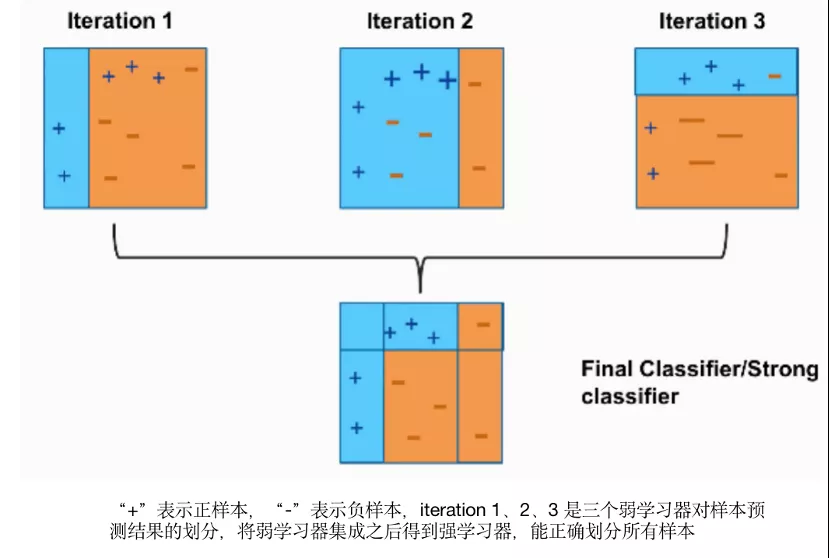 Iteration 1
Iteration 2
Iteration 3
Final Classifier/Strong
classifier
“+”表示正样本，“-”表示负样本，iteration 1、2、3 是三个弱学习器对样本预
测结果的划分，将弱学习器集成之后得到强学习器，能正确划分所有样本